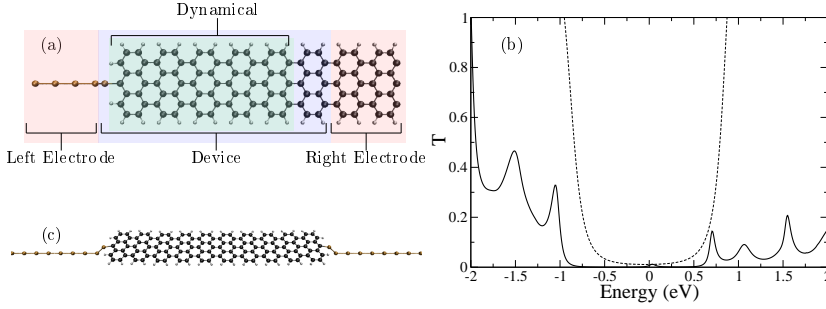 Dynamical
(a)
Left Electrode
Device
Right Electrode
(c)
(b)
T
1
0.8
0.6
0.4
0.2
0
-2
-1.5
-1
-0.5
0
0.5
1
1.5
2
Energy (eV)